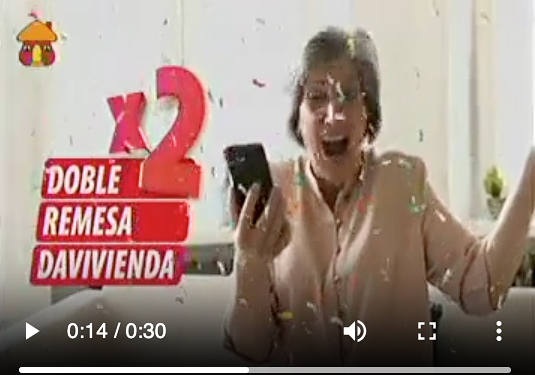 x2
DOBLE
REMESA
DAVIVIENDA
0:14 / 0:30